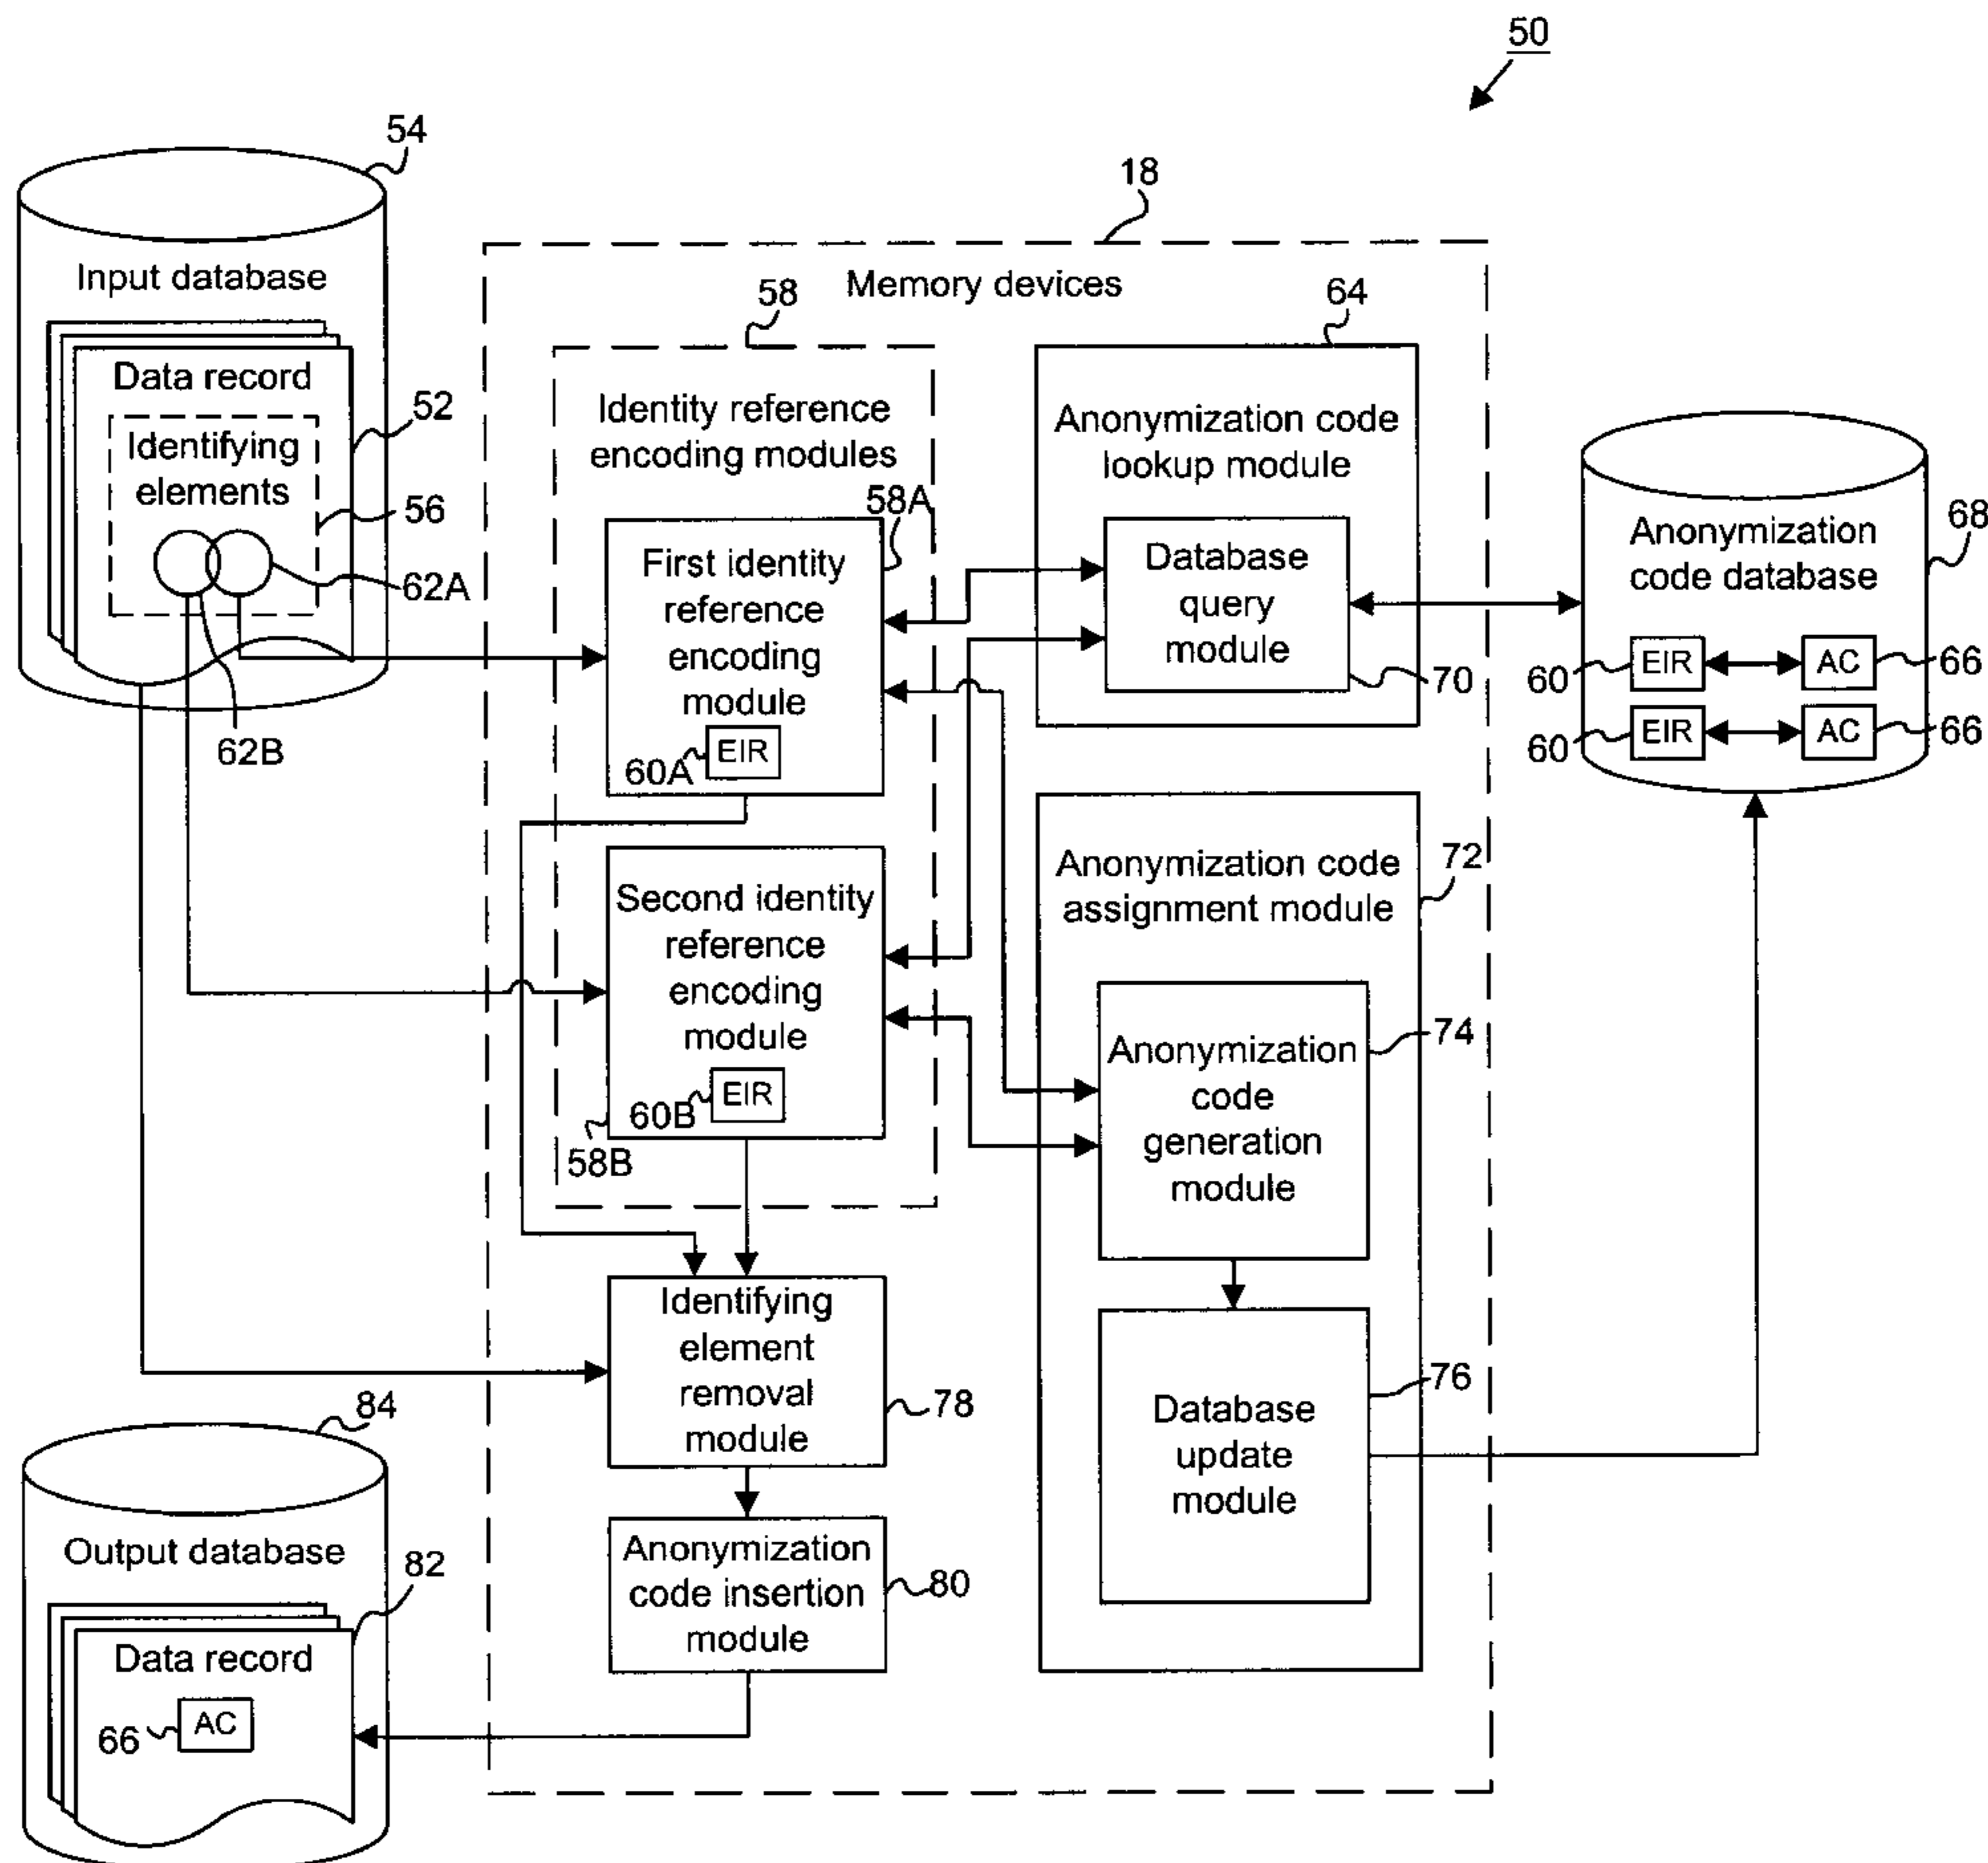 50
54
18
Input database
Memory devices
58
64
Data record
52
Identifying
elements
56
62A
62B
Identity reference
encoding modules
58A
First identity
reference
encoding
module
60A
EIR
Anonymization code
lookup module
Database
query
module
70
Anonymization
code database
68
60
EIR
AC
66
60
EIR
AC
66
Second identity
reference
encoding
module
60B
EIR
58B
Anonymization code
assignment module
72
Anonymization
code
generation
module
74
Identifying
element
removal
module
78
Database
update
module
76
84
Output database
82
Data record
66
AC
Anonymization
code insertion
module
80